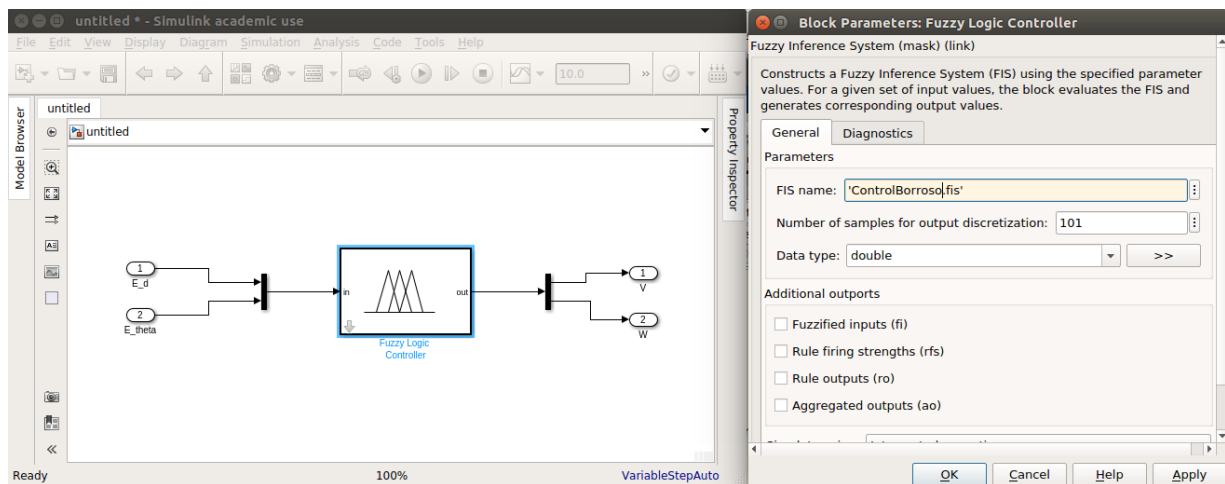 untitled * - Simulink academic use
File Edit View Display Diagram Simulation Analysis Code Tools Help
10.0
»
Model Browser
untitled
untitled
Property Inspector
1
E_d
2
E_theta
in
out
Fuzzy Logic
Controller
1
V
2
W
Ready
100%
VariableStepAuto
Block Parameters: Fuzzy Logic Controller
Fuzzy Inference System (mask) (link)
Constructs a Fuzzy Inference System (FIS) using the specified parameter
values. For a given set of input values, the block evaluates the FIS and
generates corresponding output values.
General Diagnostics
Parameters
FIS name: 'ControlBorroso.fis'
Number of samples for output discretization: 101
Data type: double >>
Additional outports
Fuzzified inputs (fi)
Rule firing strengths (rfs)
Rule outputs (ro)
Aggregated outputs (ao)
OK Cancel Help Apply